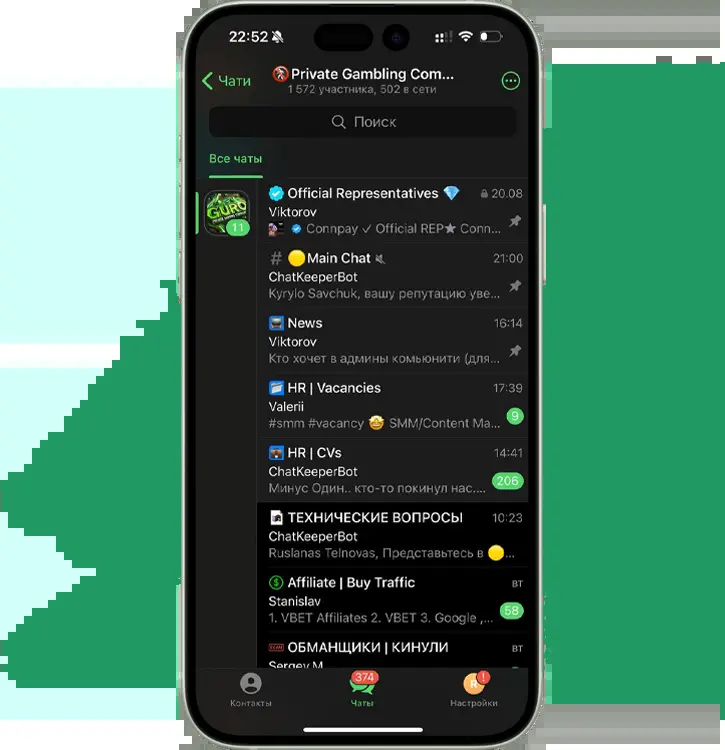 22:52
Чати
Private Gambling Com...
1 572 участника, 502 в сети
Поиск
Все чаты
GURU
11
Official Representatives
20.08
Viktorov
Connpay ✓ Official REP★ Conn...
# Main Chat
21:00
ChatKeeperBot
Kyrylo Savchuk, вашу репутацию уве...
News
16:14
Viktorov
Кто хочет в админы комьюнити (для...
HR | Vacancies
17:39
Valerii
#smm #vacancy 🤩 SMM/Content Ma...
9
HR | CVs
14:41
ChatKeeperBot
Минус Один.. кто-то покинул нас....
206
ТЕХНИЧЕСКИЕ ВОПРОСЫ
10:23
ChatKeeperBot
Ruslanas Telnovas, Представьтесь в 🟡...
Affiliate | Buy Traffic
вт
Stanislav
1. VBET Affiliates 2. VBET 3. Google ,...
58
ОБМАНЩИКИ | КИНУЛИ
вт
Sergey M
374
Контакты
Чаты
Настройки